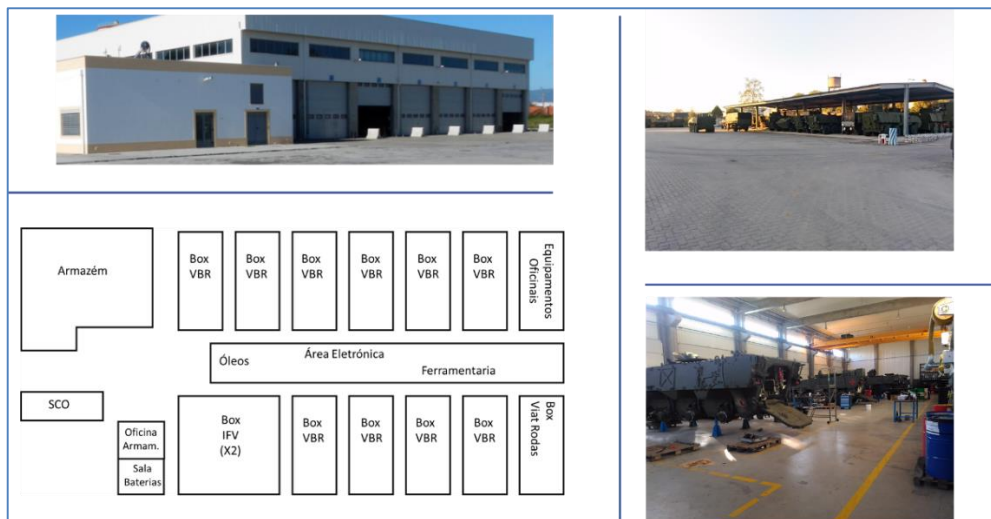 Armazém
Box
VBR
Box
VBR
Box
VBR
Box
VBR
Box
VBR
Box
VBR
Equipamentos
Oficinais
Óleos
Área Eletrónica
Ferramentaria
SCO
Oficina
Armam.
Sala
Baterias
Box
IFV
(X2)
Box
VBR
Box
VBR
Box
VBR
Box
VBR
Box
Viat Rodas